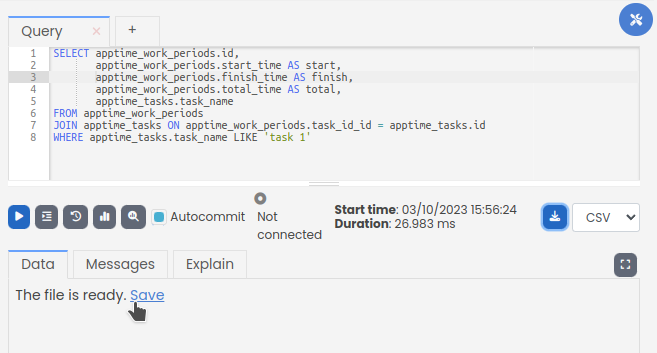 Query ×
+
1 SELECT apptime_work_periods.id,
2 apptime_work_periods.start_time AS start,
3 apptime_work_periods.finish_time AS finish,
4 apptime_work_periods.total_time AS total,
5 apptime_tasks.task_name
6 FROM apptime_work_periods
7 JOIN apptime_tasks ON apptime_work_periods.task_id_id = apptime_tasks.id
8 WHERE apptime_tasks.task_name LIKE 'task 1'
Autocommit
Not
connected
Start time: 03/10/2023 15:56:24
Duration: 26.983 ms
CSV
Data Messages Explain
The file is ready. Save